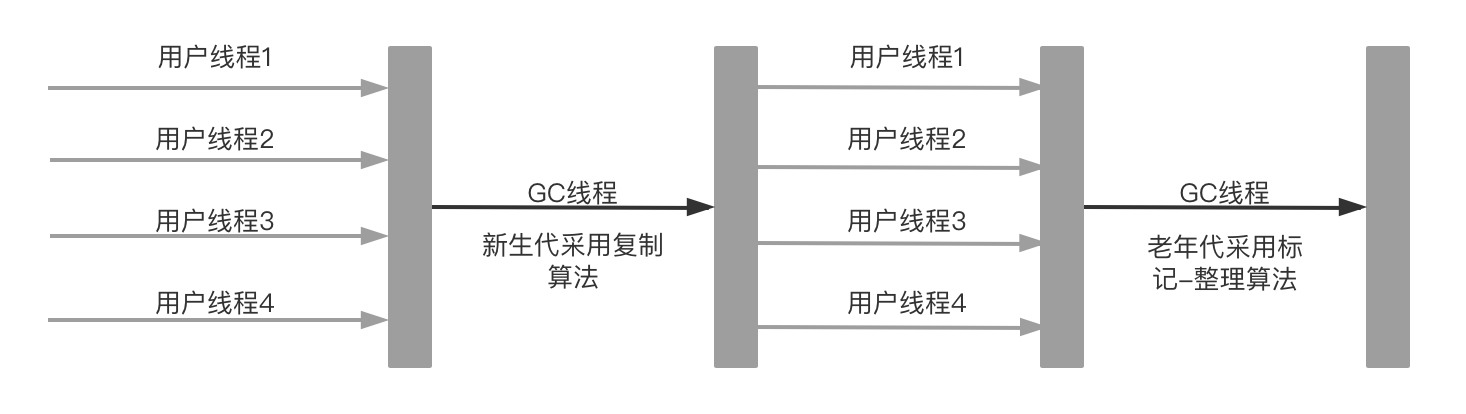 用户线程1
用户线程2
用户线程3
用户线程4
GC线程
新生代采用复制
算法
用户线程1
用户线程2
用户线程3
用户线程4
GC线程
老年代采用标
记-整理算法